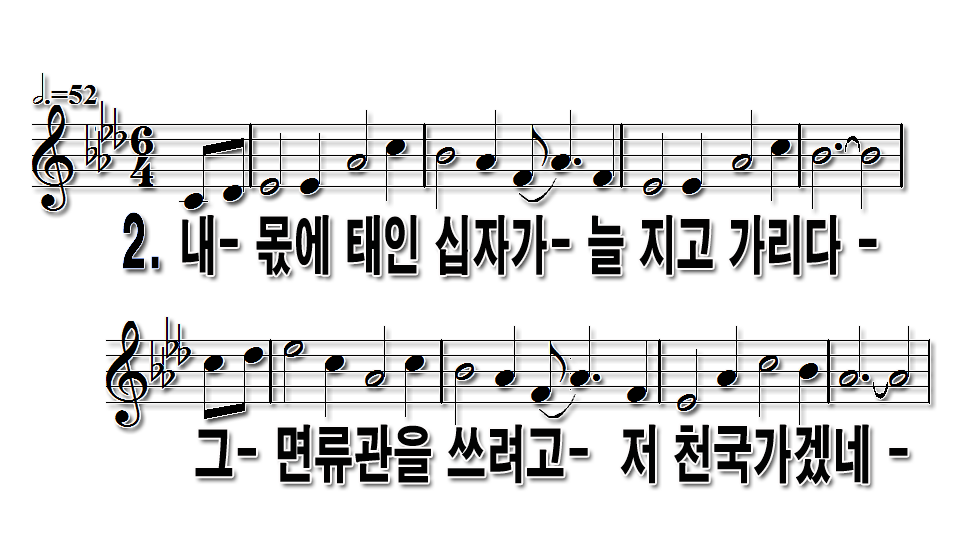 ♩.=52
6
4
2. 내- 몫에 태인 십자가- 늘 지고 가리다 -
그- 면류관을 쓰려고- 저 천국가겠네 -